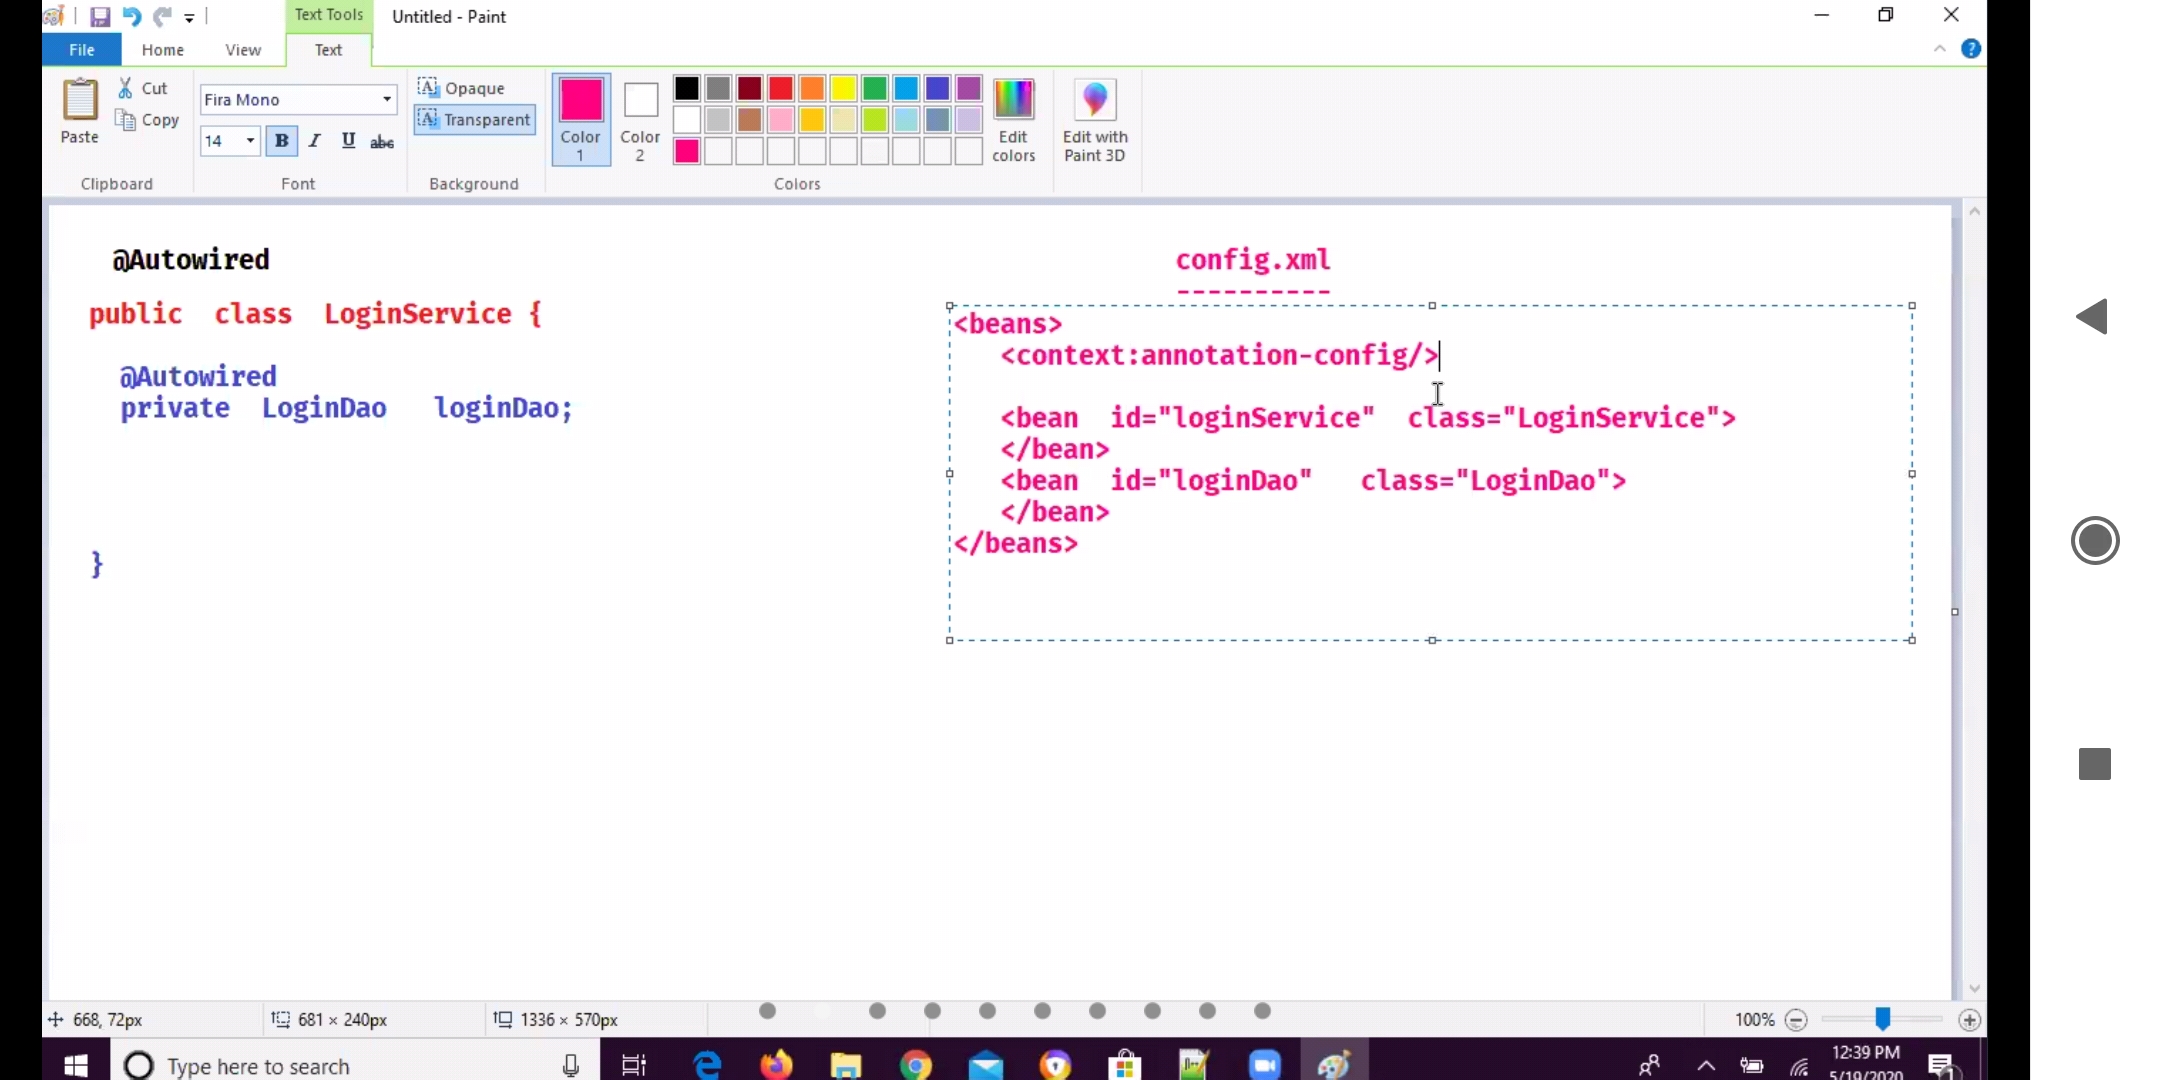 Text Tools
Untitled - Paint
File
Home
View
Text
Paste
Cut
Copy
Clipboard
Fira Mono
14
B
I
U
abc
Font
Opaque
Transparent
Background
Color 1
Color 2
Edit colors
Colors
Edit with Paint 3D
@Autowired
public  class  LoginService {
@Autowired
private  LoginDao   loginDao;
}
config.xml
----------
<beans>
<context:annotation-config/>
<bean  id="loginService"  class="LoginService">
</bean>
<bean  id="loginDao"   class="LoginDao">
</bean>
</beans>
668, 72px
681 × 240px
1336 × 570px
100%
Type here to search
12:39 PM
5/19/2020
1